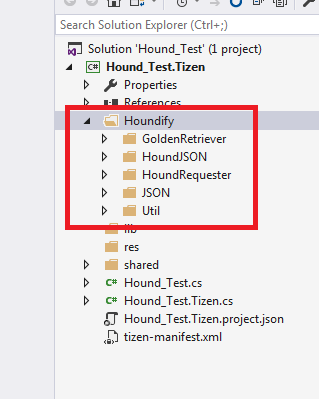 Search Solution Explorer (Ctrl+;)
Solution 'Hound_Test' (1 project)
Hound_Test.Tizen
Properties
References
Houndify
GoldenRetriever
HoundJSON
HoundRequester
JSON
Util
lib
res
shared
Hound_Test.cs
Hound_Test.Tizen.cs
Hound_Test.Tizen.project.json
tizen-manifest.xml